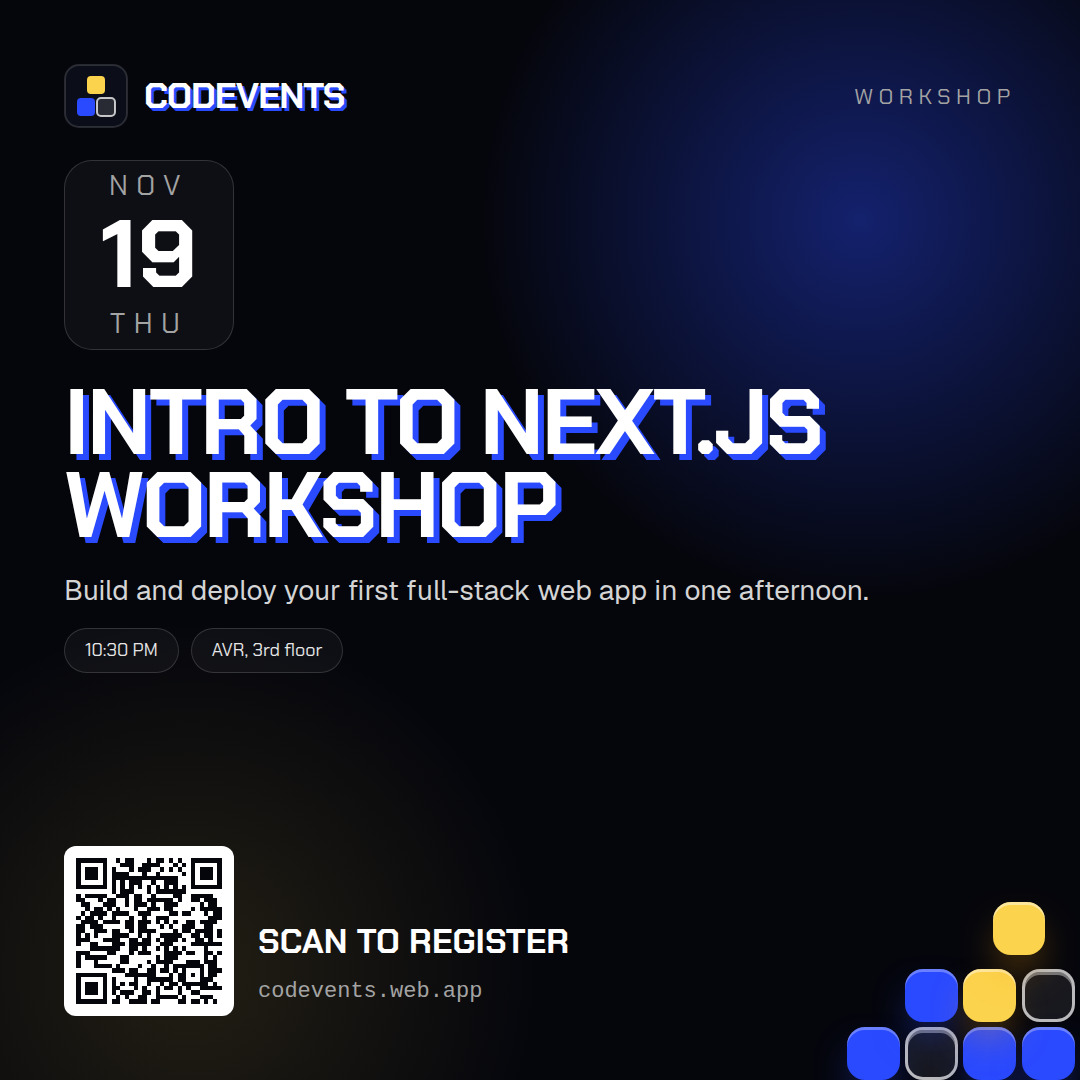 CODEVENTS
WORKSHOP
NOV
19
THU
INTRO TO NEXT.JS
WORKSHOP
Build and deploy your first full-stack web app in one afternoon.
10:30 PM
AVR, 3rd floor
SCAN TO REGISTER
codevents.web.app